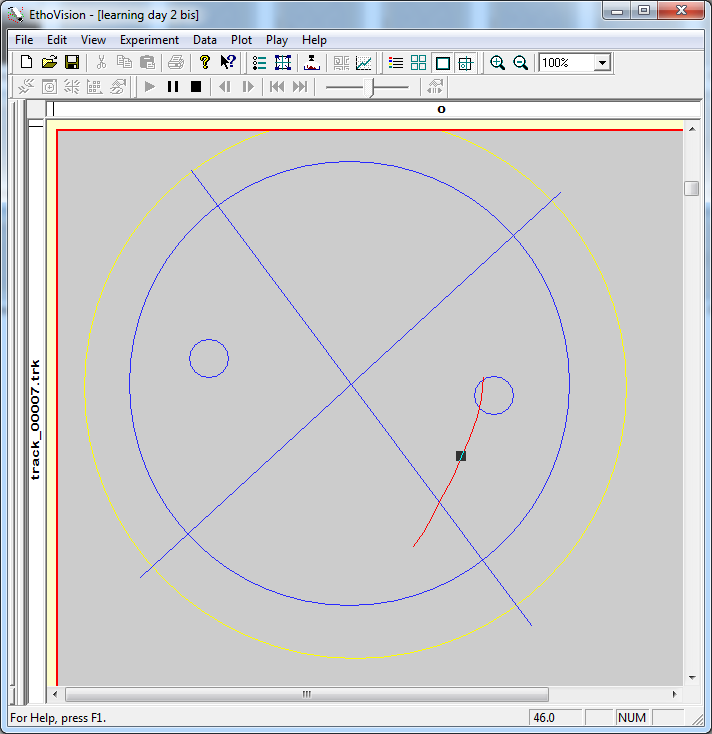 EthoVision - [learning day 2 bis]
File Edit View Experiment Data Plot Play Help
100%
O
track_00007.trk
For Help, press F1.
46.0
NUM